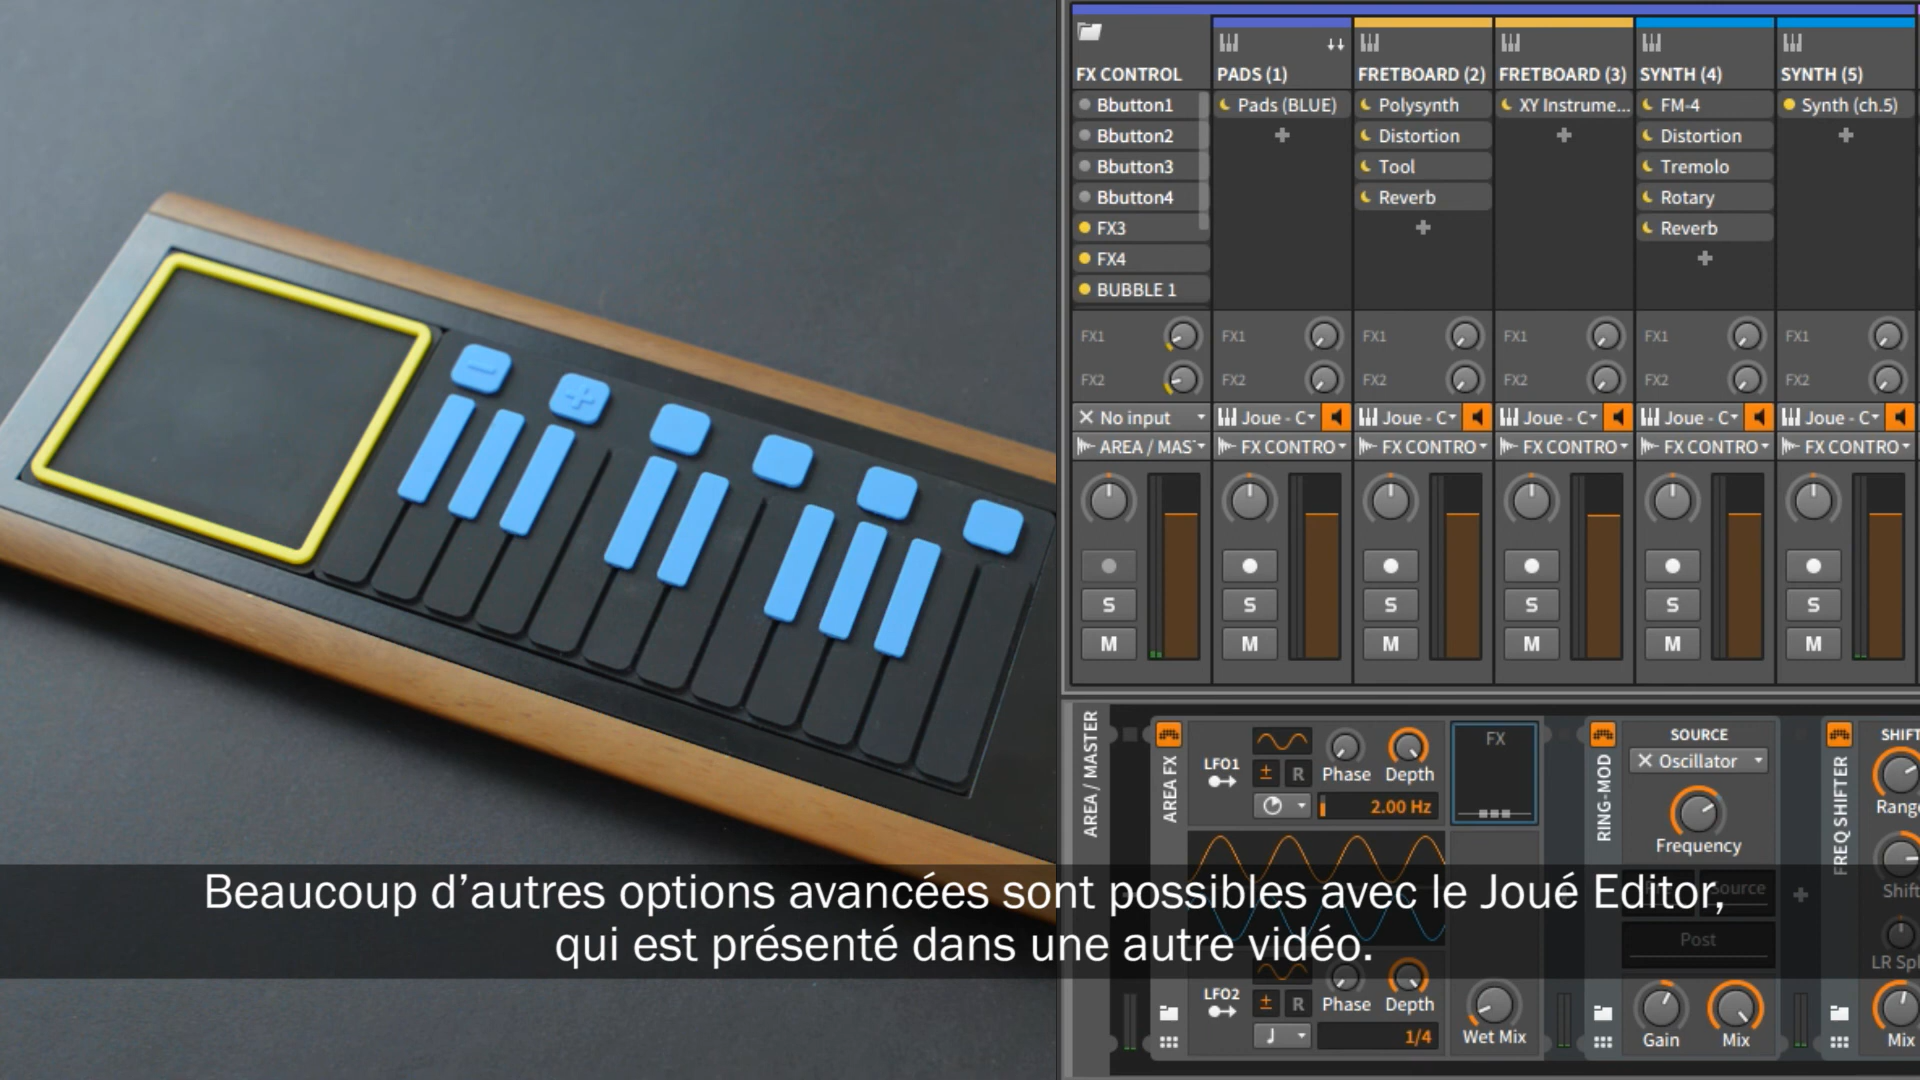 FX CONTROL
PADS (1)
FRETBOARD (2)
FRETBOARD (3)
SYNTH (4)
SYNTH (5)
Bbutton1
Pads (BLUE)
Polysynth
XY Instrume...
FM-4
Synth (ch.5)
Bbutton2
Distortion
Distortion
Bbutton3
Tool
Tremolo
Bbutton4
Reverb
Rotary
FX3
Reverb
FX4
BUBBLE 1
FX1
FX1
FX1
FX1
FX1
FX1
FX2
FX2
FX2
FX2
FX2
FX2
No input
Joue - C
Joue - C
Joue - C
Joue - C
Joue - C
AREA / MAS
FX CONTRO
FX CONTRO
FX CONTRO
FX CONTRO
FX CONTRO
S
S
S
S
S
S
M
M
M
M
M
M
AREA / MASTER
AREA FX
LFO1
± R
Phase
Depth
2.00 Hz
FX
RING-MOD
SOURCE
Oscillator
Frequency
Source
Post
Gain
Mix
FREQ SHIFTER
SHIFT
Range
Shift
LR Spl
Mix
LFO2
± R
Phase
Depth
1/4
Wet Mix
Beaucoup d’autres options avancées sont possibles avec le Joué Editor,
qui est présenté dans une autre vidéo.